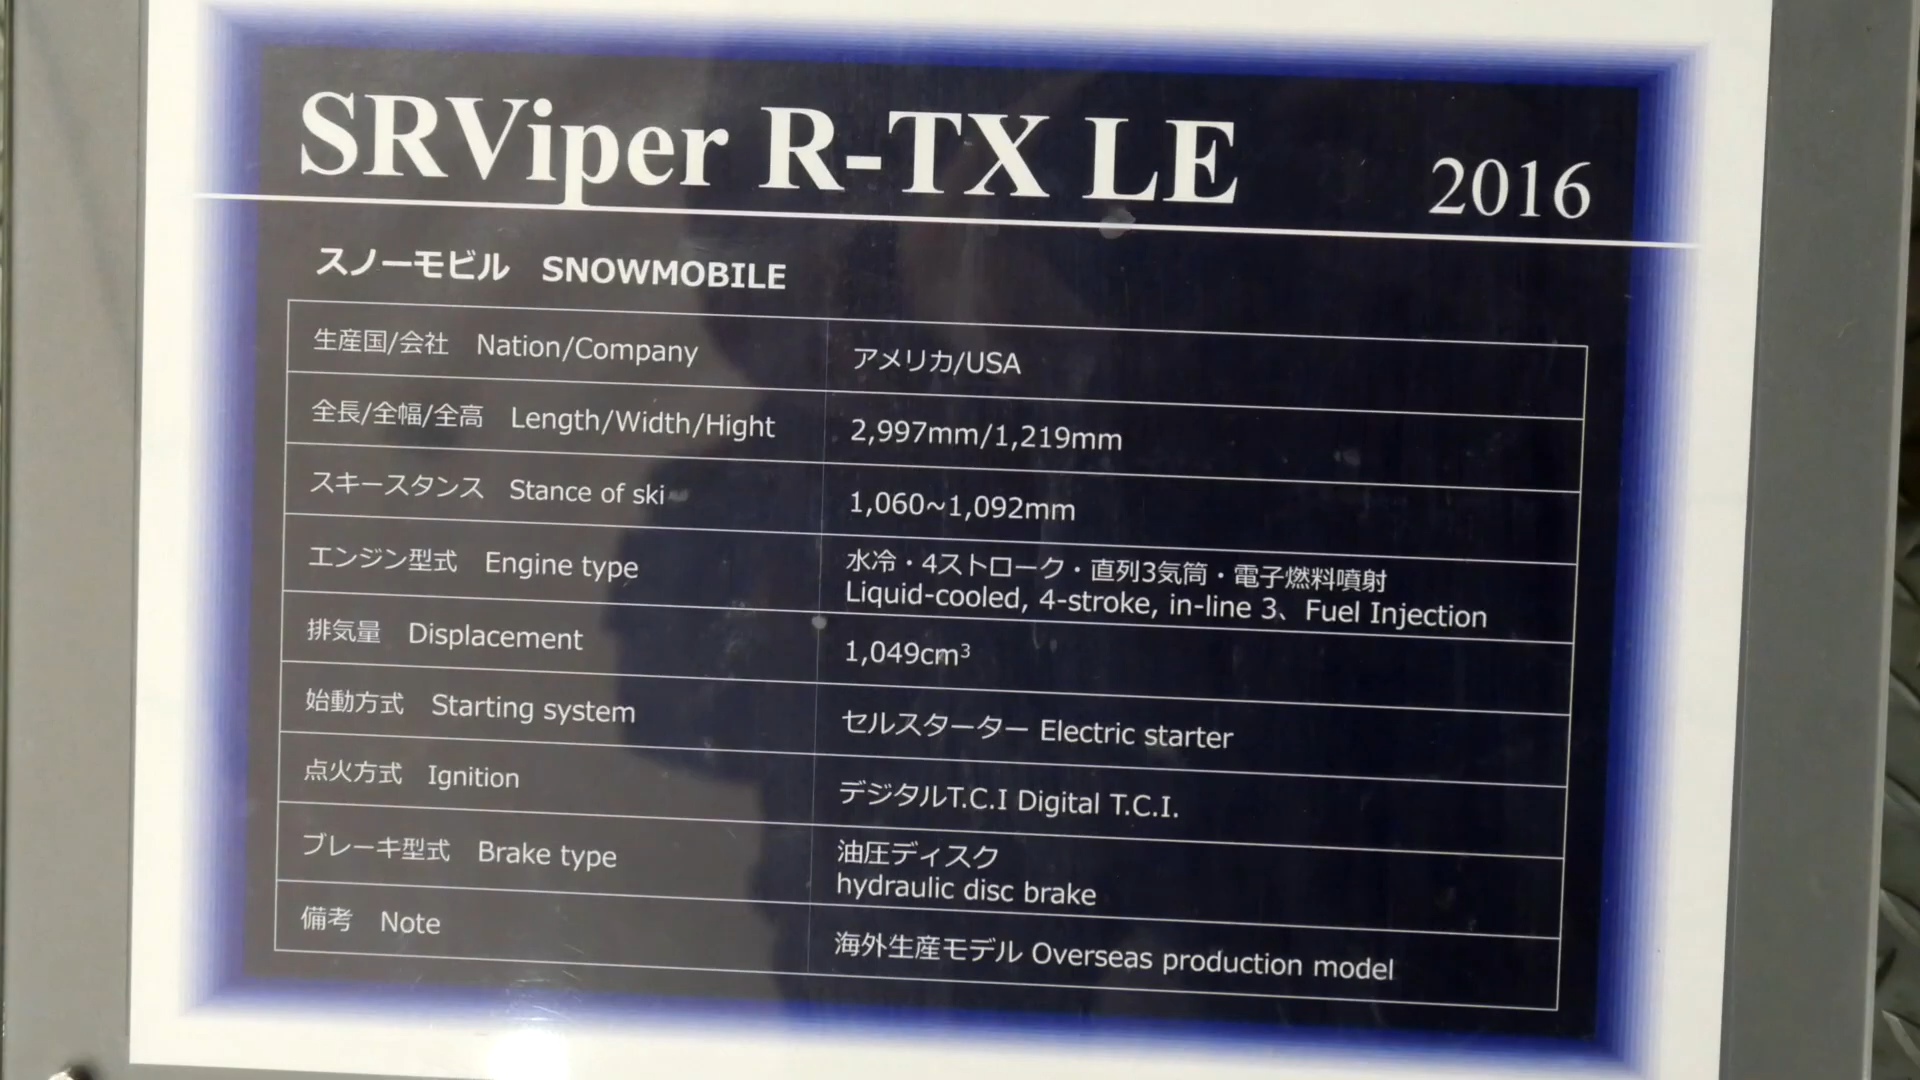 SRViper R-TX LE 2016
スノーモビル SNOWMOBILE
生産国/会社 Nation/Company アメリカ/USA
全長/全幅/全高 Length/Width/Hight 2,997mm/1,219mm
スキースタンス Stance of ski 1,060~1,092mm
エンジン型式 Engine type 水冷・4ストローク・直列3気筒・電子燃料噴射
Liquid-cooled, 4-stroke, in-line 3、Fuel Injection
排気量 Displacement 1,049cm³
始動方式 Starting system セルスターター Electric starter
点火方式 Ignition デジタルT.C.I Digital T.C.I.
ブレーキ型式 Brake type 油圧ディスク
hydraulic disc brake
備考 Note 海外生産モデル Overseas production model